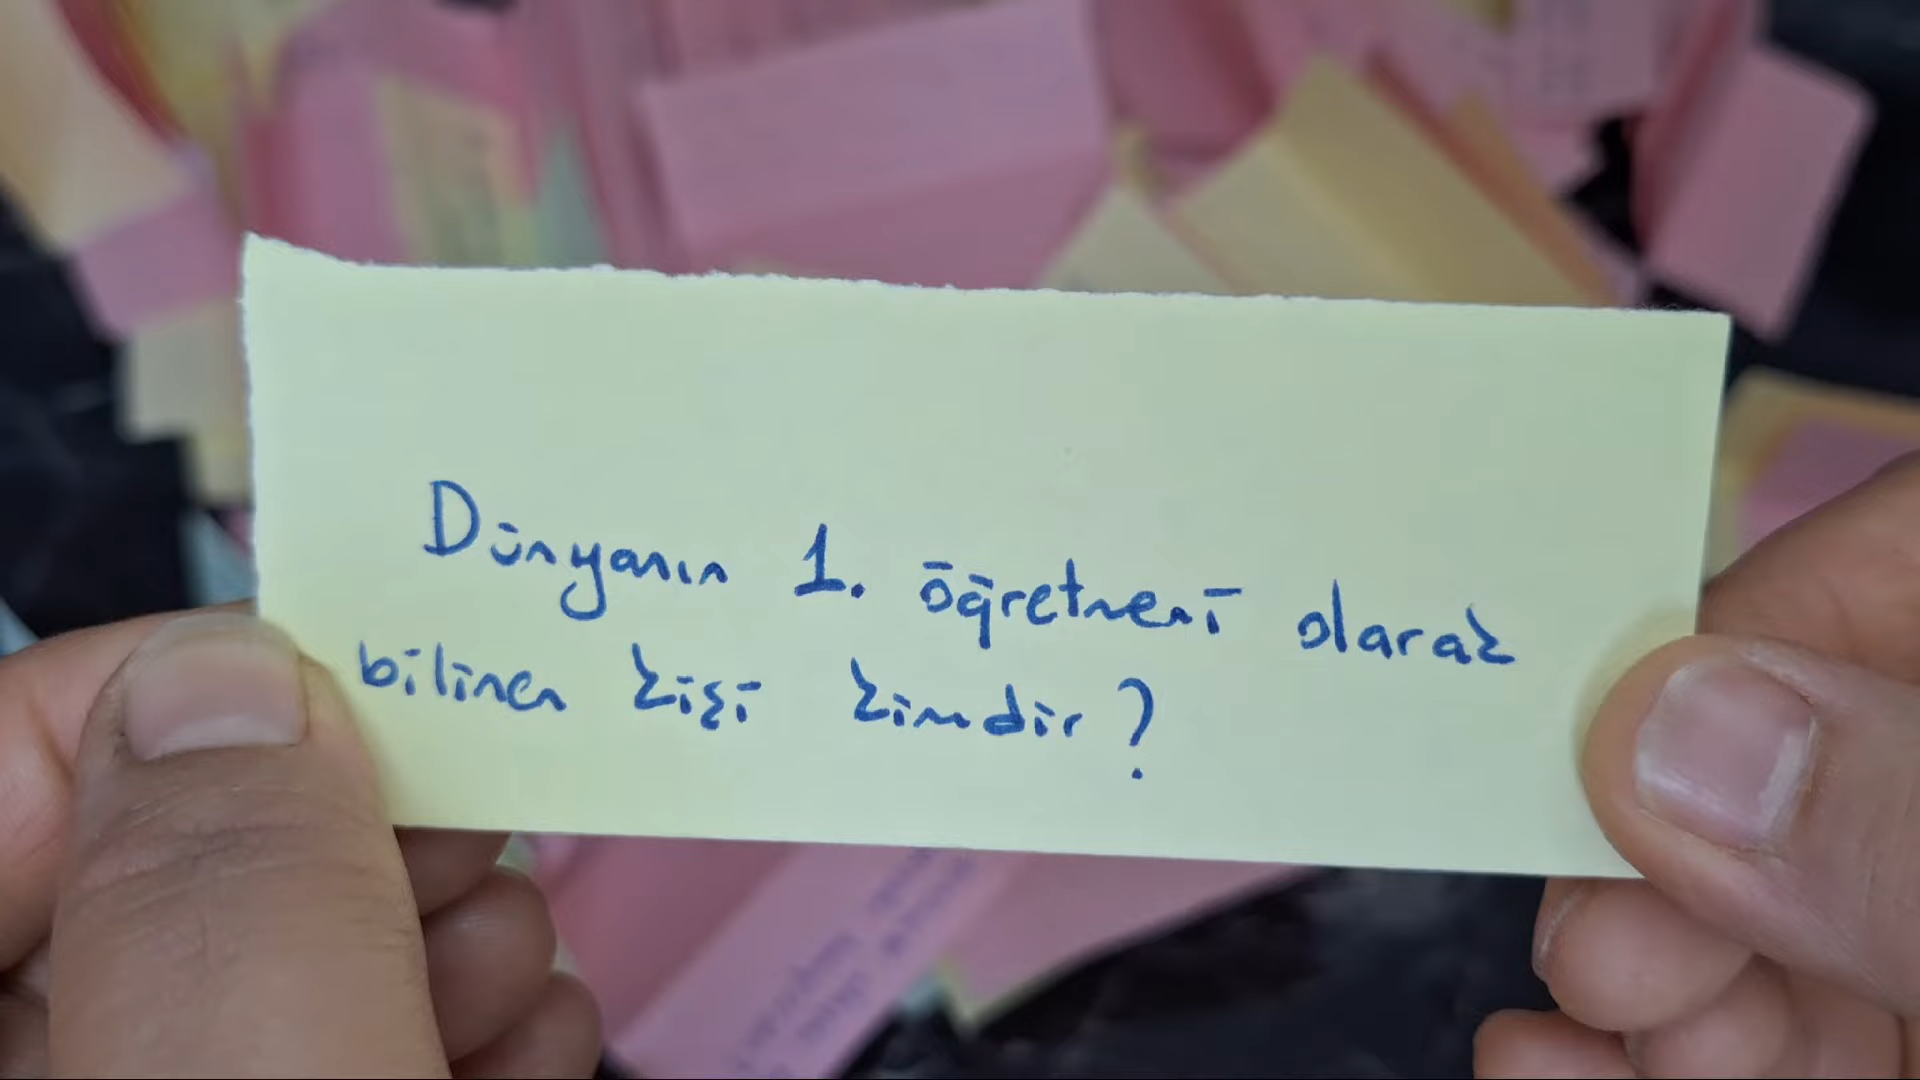 Dünyanın 1. öğretmeni olarak
bilinen kişi kimdir?